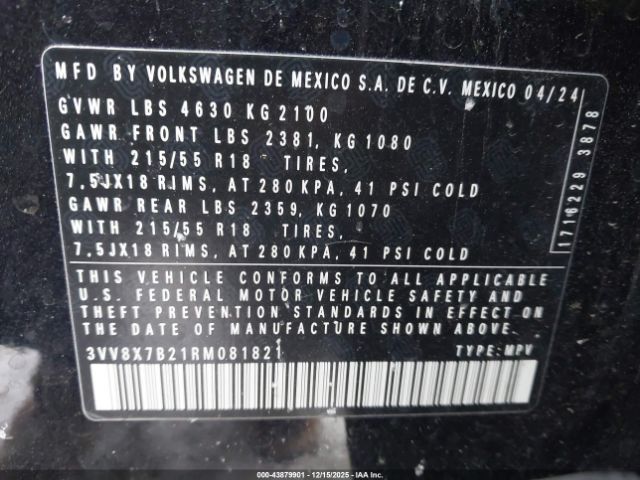 MFD BY VOLKSWAGEN DE MEXICO S.A. DE C.V. MEXICO 04/24
GVWR LBS 4630 KG 2100
GAWR FRONT LBS 2381, KG 1080
WITH 215/55 R18 TIRES,
7,5JX18 RIMS, AT 280 KPA, 41 PSI COLD
GAWR REAR LBS 2359, KG 1070
WITH 215/55 R18 TIRES,
7,5JX18 RIMS, AT 280 KPA, 41 PSI COLD
1716229 3878
THIS VEHICLE CONFORMS TO ALL APPLICABLE
U.S. FEDERAL MOTOR VEHICLE SAFETY AND
THEFT PREVENTION STANDARDS IN EFFECT ON
THE DATE OF MANUFACTURE SHOWN ABOVE.
3VV8X7B21RM081821 TYPE: MPV
000-43879901 - 12/15/2025 - IAA Inc.